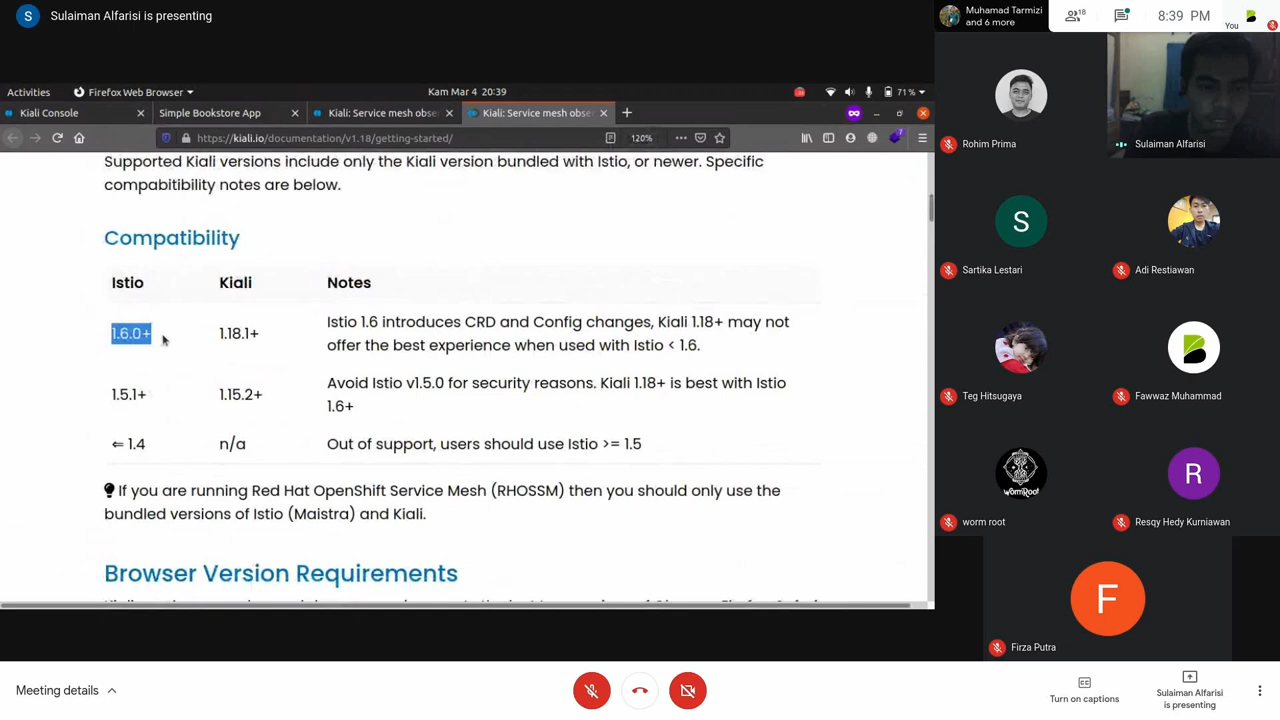 Sulaiman Alfarisi is presenting
Muhamad Tarmizi
and 6 more
18
8:39 PM
You
Activities
Firefox Web Browser
Kam Mar 4 20:39
71%
Kiali Console
Simple Bookstore App
Kiali: Service mesh obse
Kiali: Service mesh obse
https://kiali.io/documentation/v1.18/getting-started/
120%
7
Supported Kiali versions include only the Kiali version bundled with Istio, or newer. Specific
compabitibility notes are below.
Compatibility
Istio
Kiali
Notes
1.6.0+
1.18.1+
Istio 1.6 introduces CRD and Config changes, Kiali 1.18+ may not
offer the best experience when used with Istio < 1.6.
1.5.1+
1.15.2+
Avoid Istio v1.5.0 for security reasons. Kiali 1.18+ is best with Istio
1.6+
⇐ 1.4
n/a
Out of support, users should use Istio >= 1.5
If you are running Red Hat OpenShift Service Mesh (RHOSSM) then you should only use the
bundled versions of Istio (Maistra) and Kiali.
Browser Version Requirements
Rohim Prima
Sulaiman Alfarisi
S
S
Sartika Lestari
Adi Restiawan
Teg Hitsugaya
Fawwaz Muhammad
WormRoot
R
worm root
Resqy Hedy Kurniawan
F
Firza Putra
Meeting details
Turn on captions
Sulaiman Alfarisi
is presenting